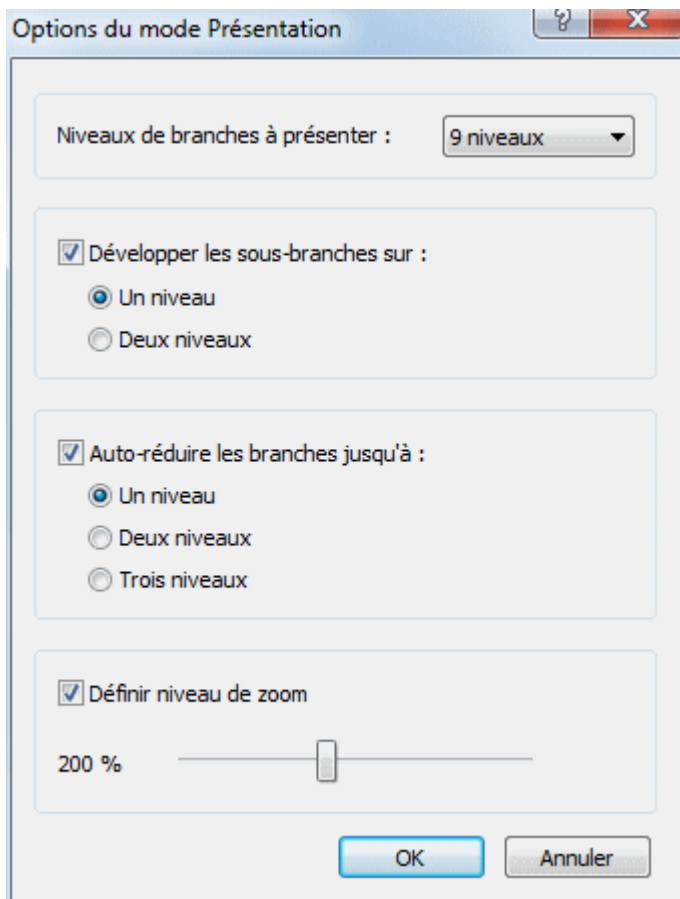 Options du mode Présentation
Niveaux de branches à présenter :
9 niveaux
Développer les sous-branches sur :
Un niveau
Deux niveaux
Auto-réduire les branches jusqu'à :
Un niveau
Deux niveaux
Trois niveaux
Définir niveau de zoom
200 %
OK
Annuler